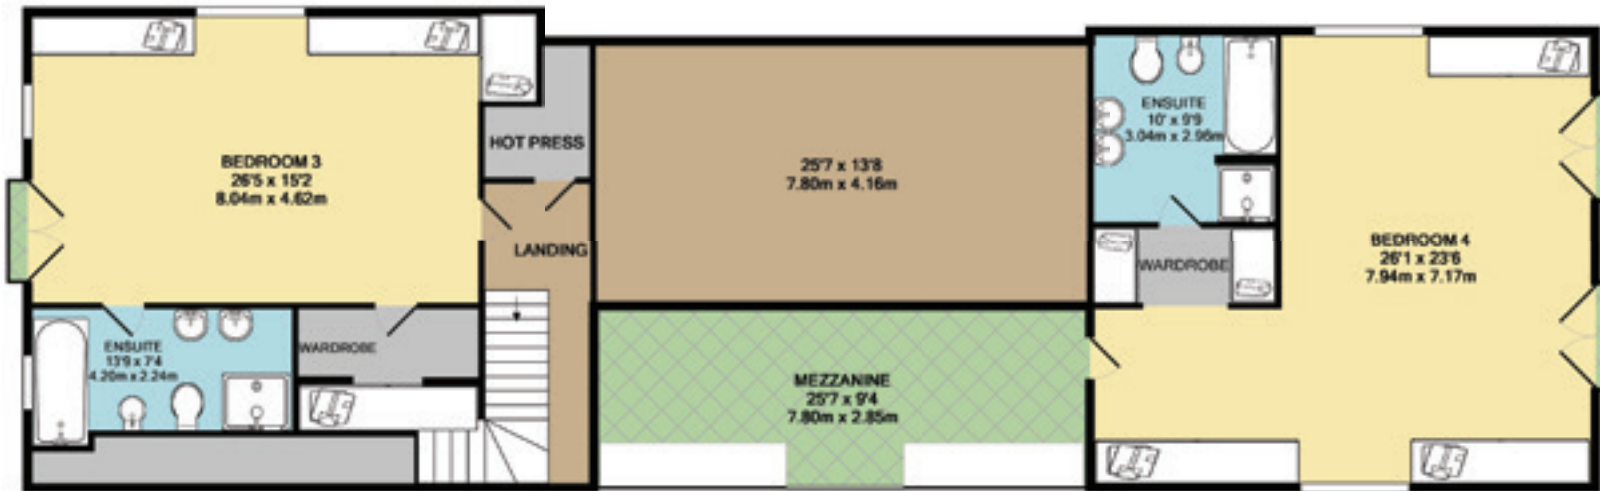 BEDROOM 3
26'5 x 15'2
8.04m x 4.62m
HOT PRESS
LANDING
ENSUITE
13'9 x 7'4
4.20m x 2.24m
WARDROBE
25'7 x 13'8
7.80m x 4.16m
MEZZANINE
25'7 x 9'4
7.80m x 2.85m
ENSUITE
10' x 9'9
3.04m x 2.96m
WARDROBE
BEDROOM 4
26'1 x 23'6
7.94m x 7.17m